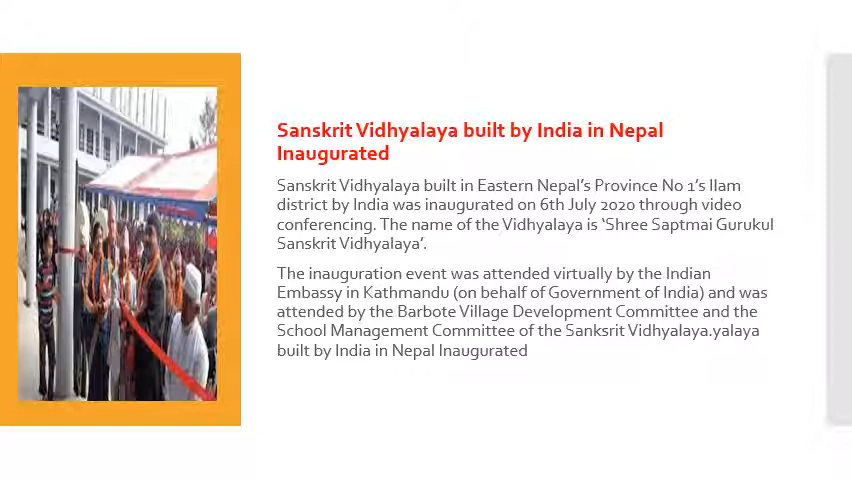 Sanskrit Vidhyalaya built by India in Nepal
Inaugurated
Sanskrit Vidhyalaya built in Eastern Nepal's Province No 1's Ilam
district by India was inaugurated on 6th July 2020 through video
conferencing. The name of the Vidhyalaya is ‘Shree Saptmai Gurukul
Sanskrit Vidhyalaya’.
The inauguration event was attended virtually by the Indian
Embassy in Kathmandu (on behalf of Government of India) and was
attended by the Barbote Village Development Committee and the
School Management Committee of the Sanksrit Vidhyalaya.yalaya
built by India in Nepal Inaugurated